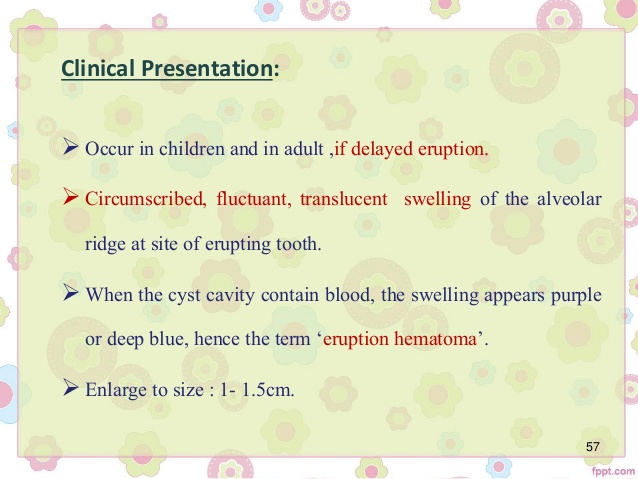 Clinical Presentation:
➢ Occur in children and in adult ,if delayed eruption.
➢ Circumscribed, fluctuant, translucent swelling of the alveolar
ridge at site of erupting tooth.
➢ When the cyst cavity contain blood, the swelling appears purple
or deep blue, hence the term ‘eruption hematoma’.
➢ Enlarge to size : 1- 1.5cm.
57
fppt.com